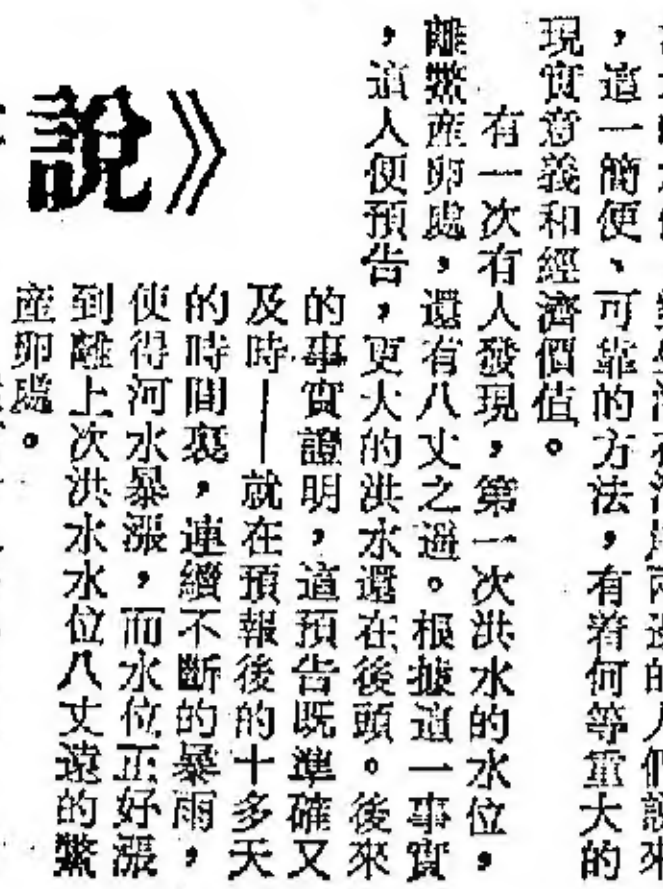 ，這一簡便、可靠的方法，有着何等重大的
現實意義和經濟價值。
有一次有人發現，第一次洪水的水位，
離鱉産卵處，還有八丈之遥。根據這一事實
，這人便預告，更大的洪水還在後頭。後來
的事實證明，這預告既準確又
及時——就在預報後的十多天
的時間裏，連續不斷的暴雨，
使得河水暴漲，而水位正好漲
到離上次洪水水位八丈遠的鱉
産卵處。
說》